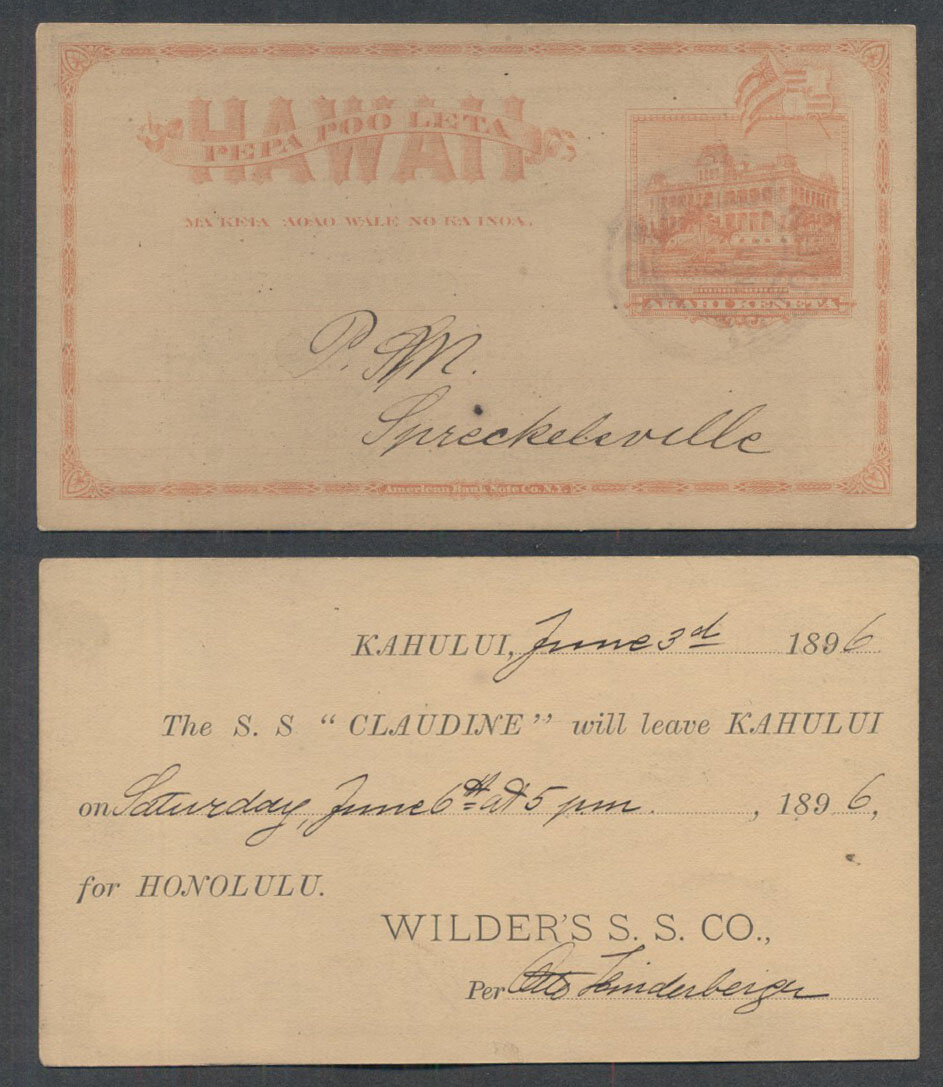 HAWAII
PEPA POO LETA
MA KEIA AOAO WALE NO KA INOA.
AKAHI KENETA
P. M.
Spreckelsville
American Bank Note Co. N.Y.
KAHULUI, June 3d 1896
The S. S "CLAUDINE" will leave KAHULUI
on Saturday, June 6th at 5 pm. , 1896,
for HONOLULU.
WILDER'S S. S. CO.,
Per Otto